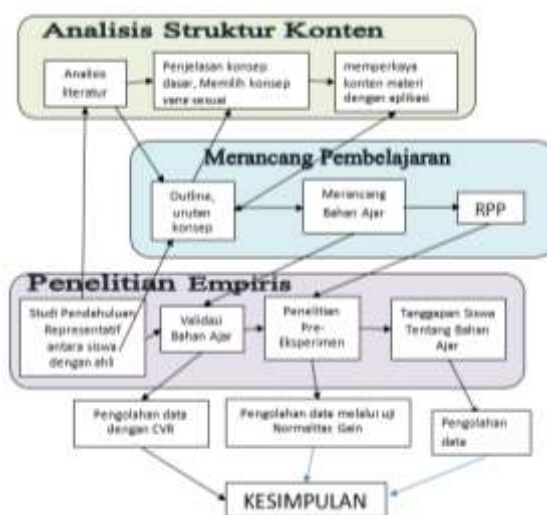 Analisis Struktur Konten
Analisis
literatur
Penjelasan konsep
dasar, Memilih konsep
yang sesuai
memperkaya
konten materi
dengan aplikasi
Merancang Pembelajaran
Outline,
urutan
konsep
Merancang
Bahan Ajar
RPP
Penelitian Empiris
Studi Pendahuluan
Representatif
antara siswa
dengan ahli
Validasi
Bahan Ajar
Penelitian
Pre-
Eksperimen
Tanggapan Siswa
Tentang Bahan
Ajar
Pengolahan data
dengan CVR
Pengolahan data melalui uji
Normalitas Gain
Pengolahan
data
KESIMPULAN